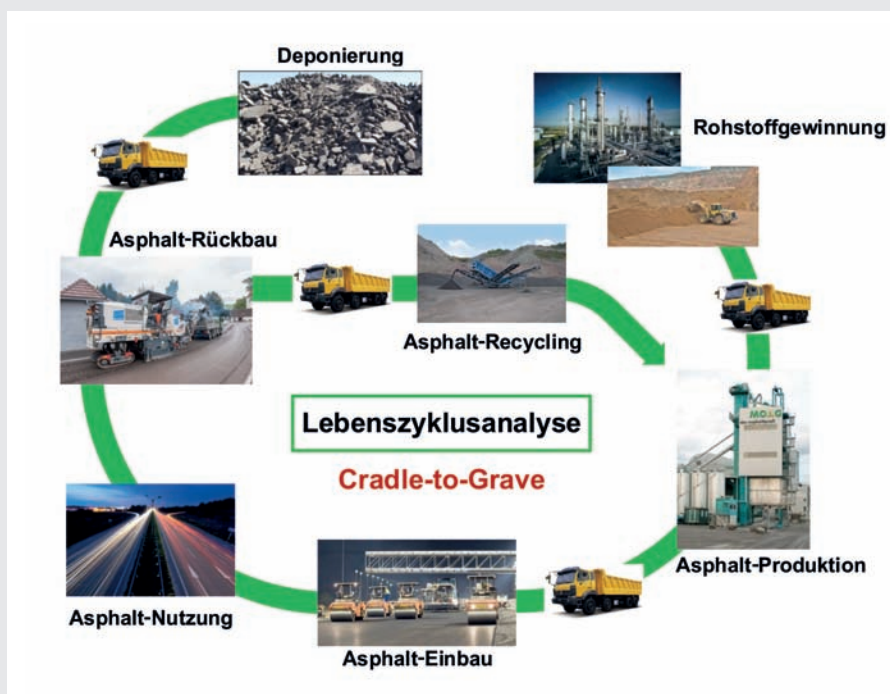 Deponierung
Rohstoffgewinnung
Asphalt-Rückbau
Asphalt-Recycling
Lebenszyklusanalyse
Cradle-to-Grave
Asphalt-Produktion
Asphalt-Nutzung
Asphalt-Einbau